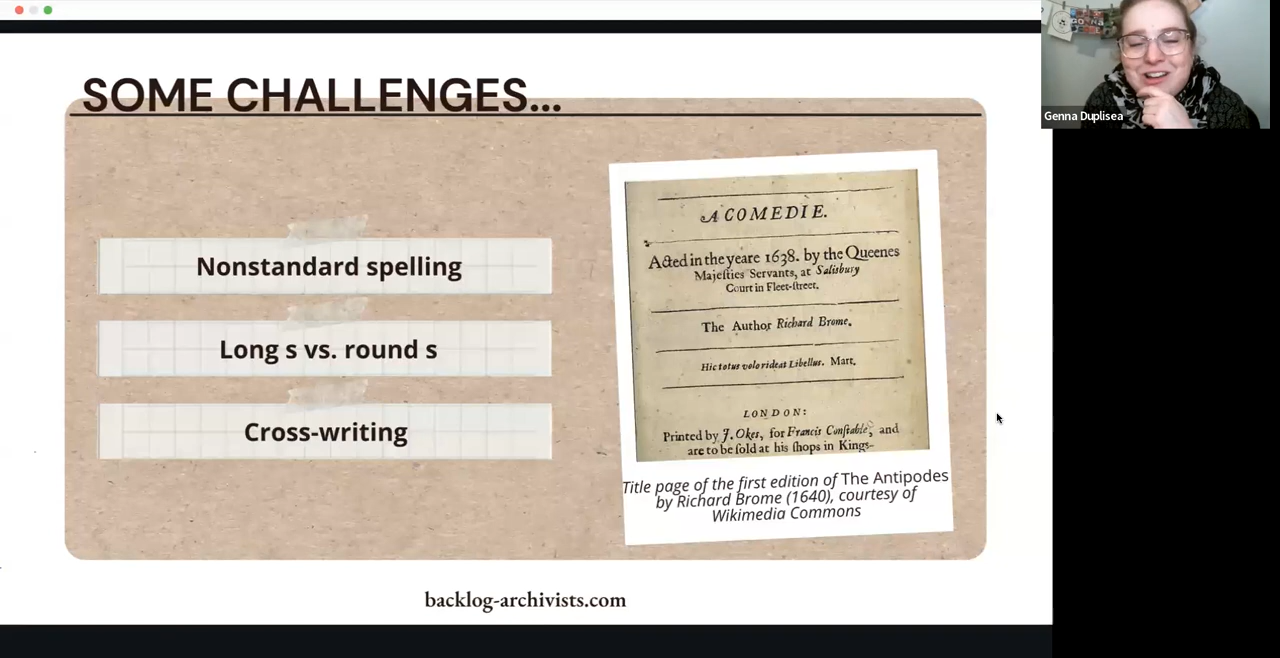 SOME CHALLENGES...
Nonstandard spelling
Long s vs. round s
Cross-writing
A COMEDIE.
Acted in the yeare 1638. by the Queenes
Majeſties Servants, at Salisbury
Court in Fleet-ſtreet.
The Author Richard Brome.
Hic totus volo rideat Libellus. Mart.
LONDON:
Printed by J. Okes, for Francis Conſtable, and
are to be ſold at his ſhops in Kings-
Title page of the first edition of The Antipodes
by Richard Brome (1640), courtesy of
Wikimedia Commons
backlog-archivists.com
Genna Duplisea